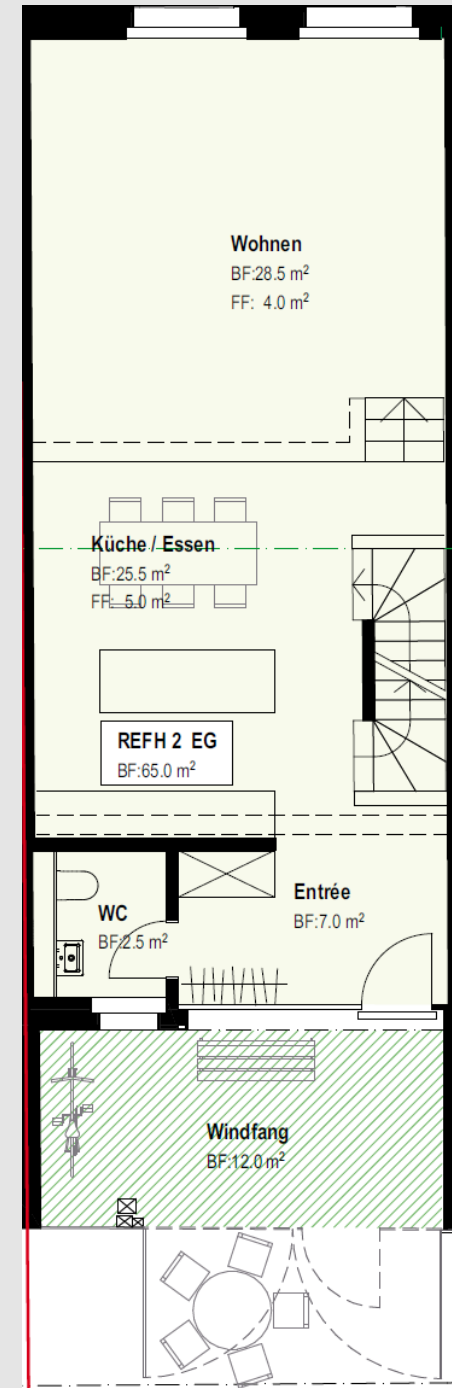 Wohnen
BF:28.5 m²
FF: 4.0 m²
Küche / Essen
BF:25.5 m²
FF: 5.0 m²
REFH 2 EG
BF:65.0 m²
Entrée
BF:7.0 m²
WC
BF:2.5 m²
Windfang
BF:12.0 m²